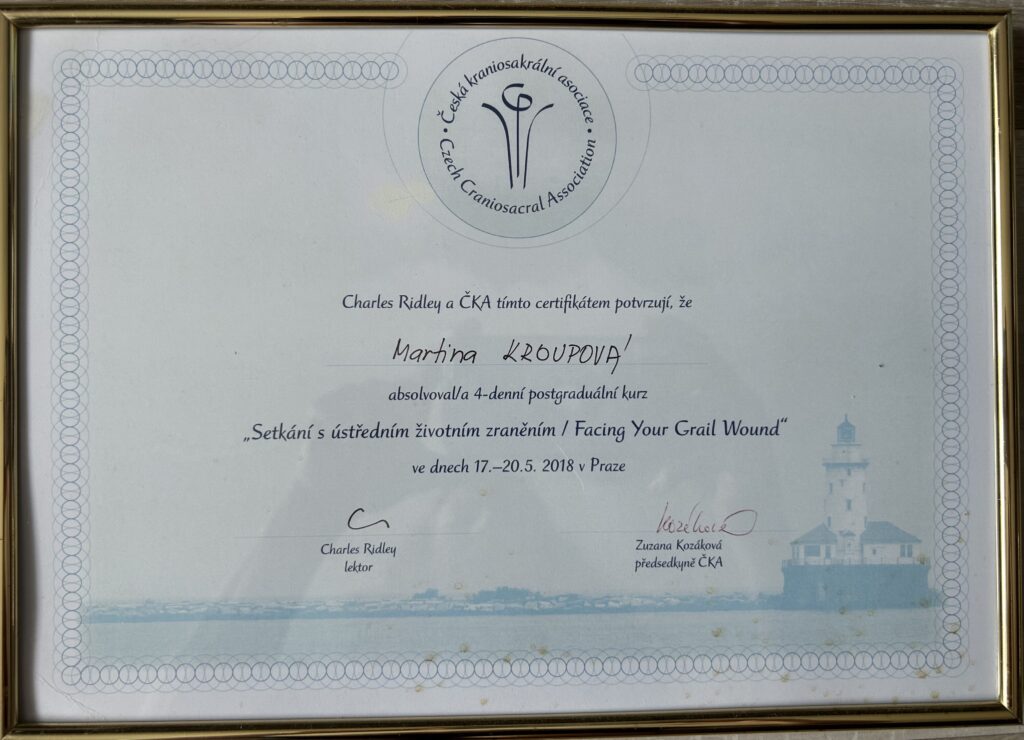 Česká kraniosakrální asociace •
Czech Craniosacral Association •
Charles Ridley a ČKA tímto certifikátem potvrzují, že
Martina KROUPOVÁ
absolvoval/a 4-denní postgraduální kurz
„Setkání s ústředním životním zraněním / Facing Your Grail Wound“
ve dnech 17.–20.5. 2018 v Praze
Kozáková
Charles Ridley
lektor
Zuzana Kozáková
předsedkyně ČKA